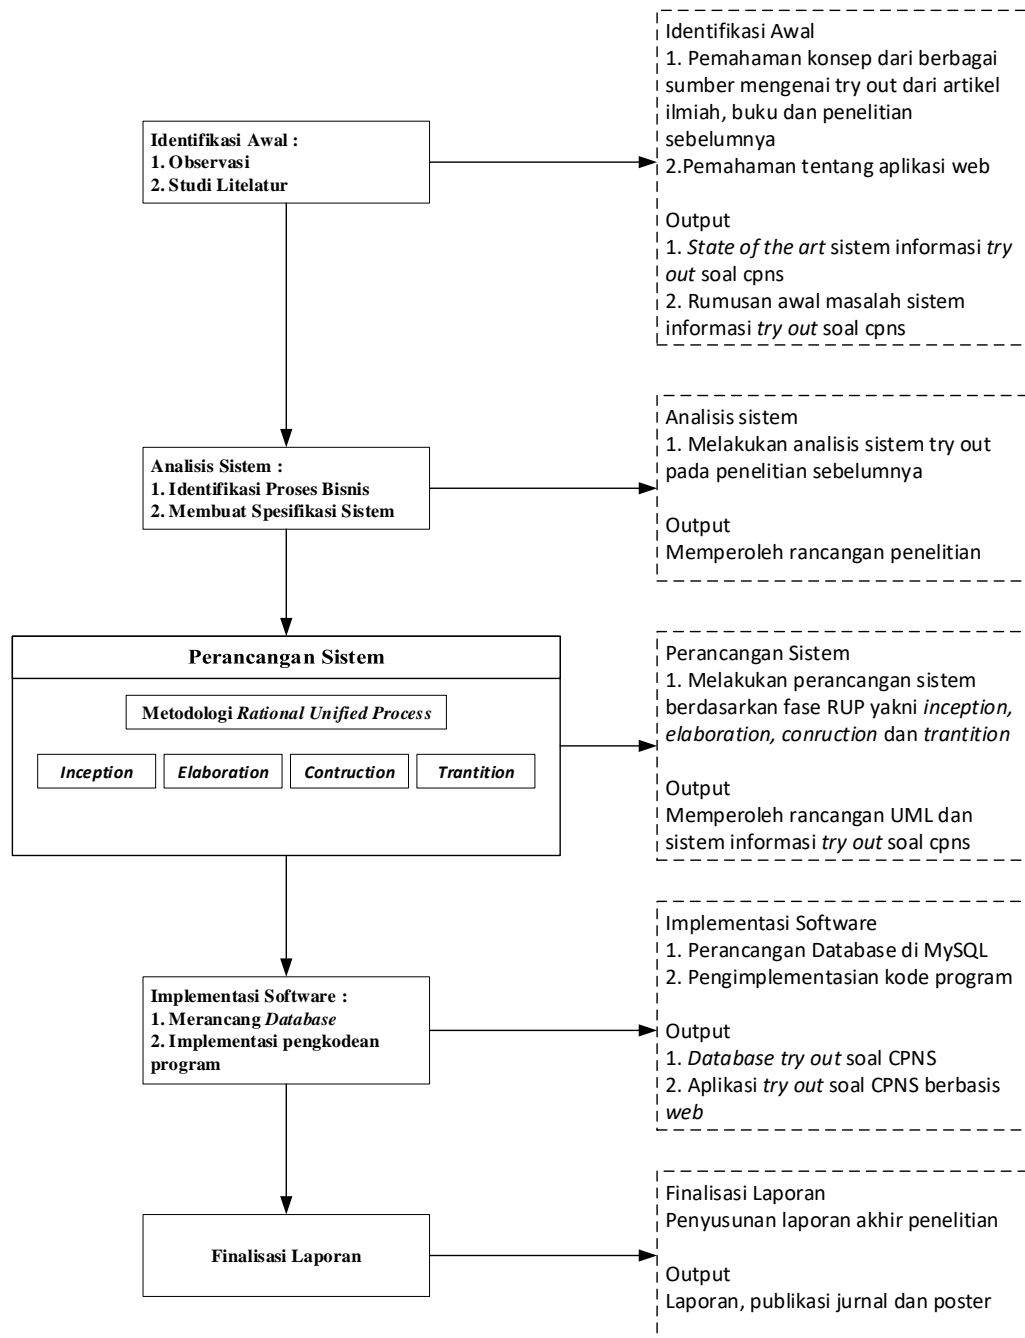 Identifikasi Awal :
1. Observasi
2. Studi Litelatur
Identifikasi Awal
1. Pemahaman konsep dari berbagai
sumber mengenai try out dari artikel
ilmiah, buku dan penelitian
sebelumnya
2.Pemahaman tentang aplikasi web
Output
1. State of the art sistem informasi try
out soal cpns
2. Rumusan awal masalah sistem
informasi try out soal cpns
Analisis Sistem :
1. Identifikasi Proses Bisnis
2. Membuat Spesifikasi Sistem
Analisis sistem
1. Melakukan analisis sistem try out
pada penelitian sebelumnya
Output
Memperoleh rancangan penelitian
Perancangan Sistem
Metodologi Rational Unified Process
Inception
Elaboration
Contruction
Trantition
Perancangan Sistem
1. Melakukan perancangan sistem
berdasarkan fase RUP yakni inception,
elaboration, conruction dan trantition
Output
Memperoleh rancangan UML dan
sistem informasi try out soal cpns
Implementasi Software :
1. Merancang Database
2. Implementasi pengkodean
program
Implementasi Software
1. Perancangan Database di MySQL
2. Pengimplementasian kode program
Output
1. Database try out soal CPNS
2. Aplikasi try out soal CPNS berbasis
web
Finalisasi Laporan
Finalisasi Laporan
Penyusunan laporan akhir penelitian
Output
Laporan, publikasi jurnal dan poster